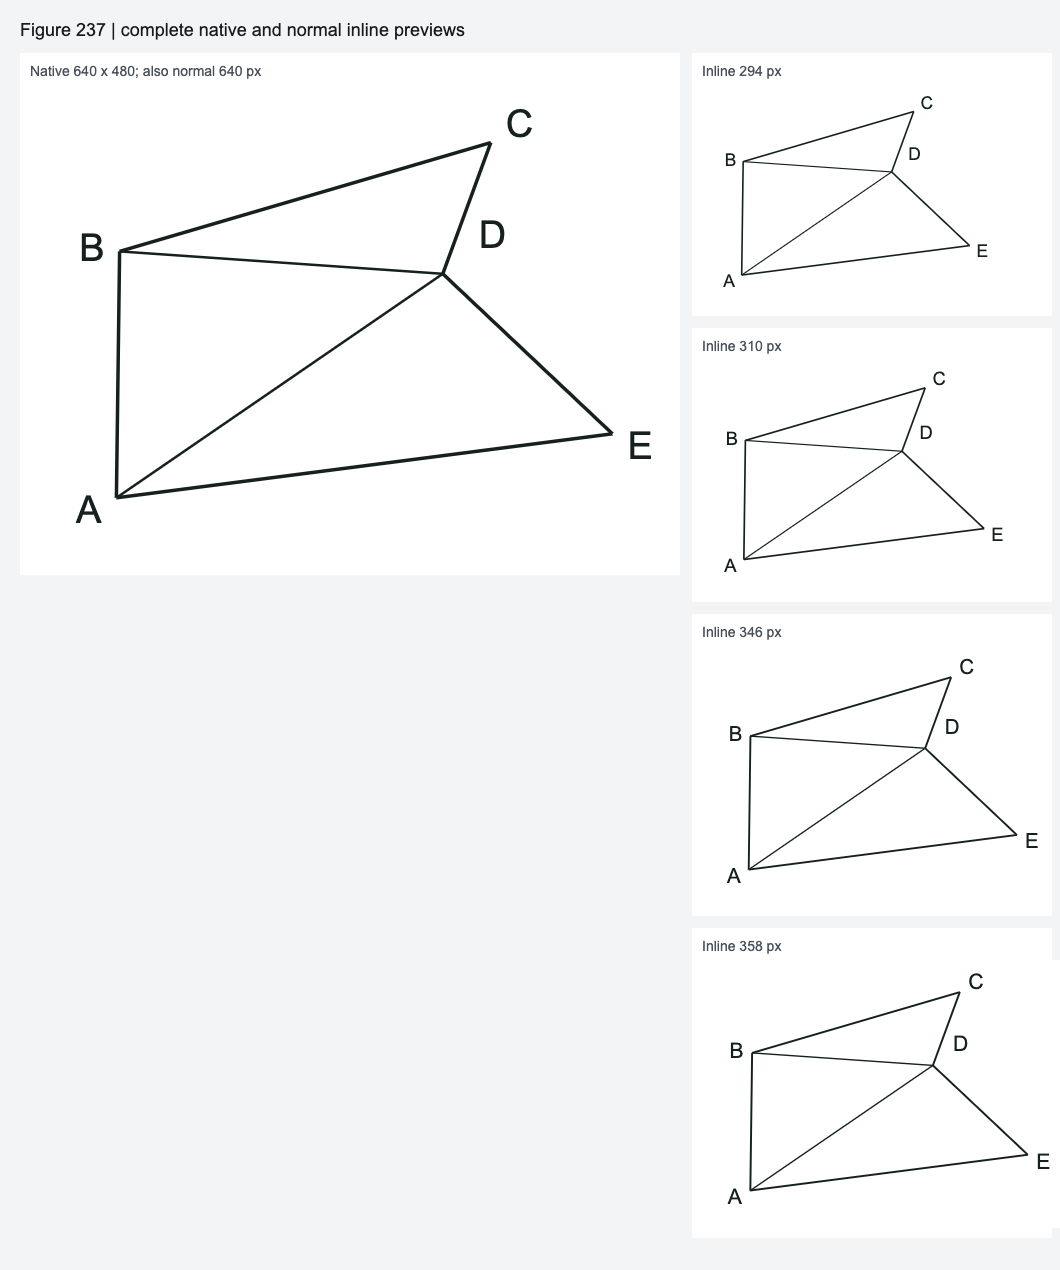 Figure 237 | complete native and normal inline previews
Native 640 x 480; also normal 640 px
C
B
D
E
A
Inline 294 px
C
B
D
E
A
Inline 310 px
C
B
D
E
A
Inline 346 px
C
B
D
E
A
Inline 358 px
C
B
D
E
A